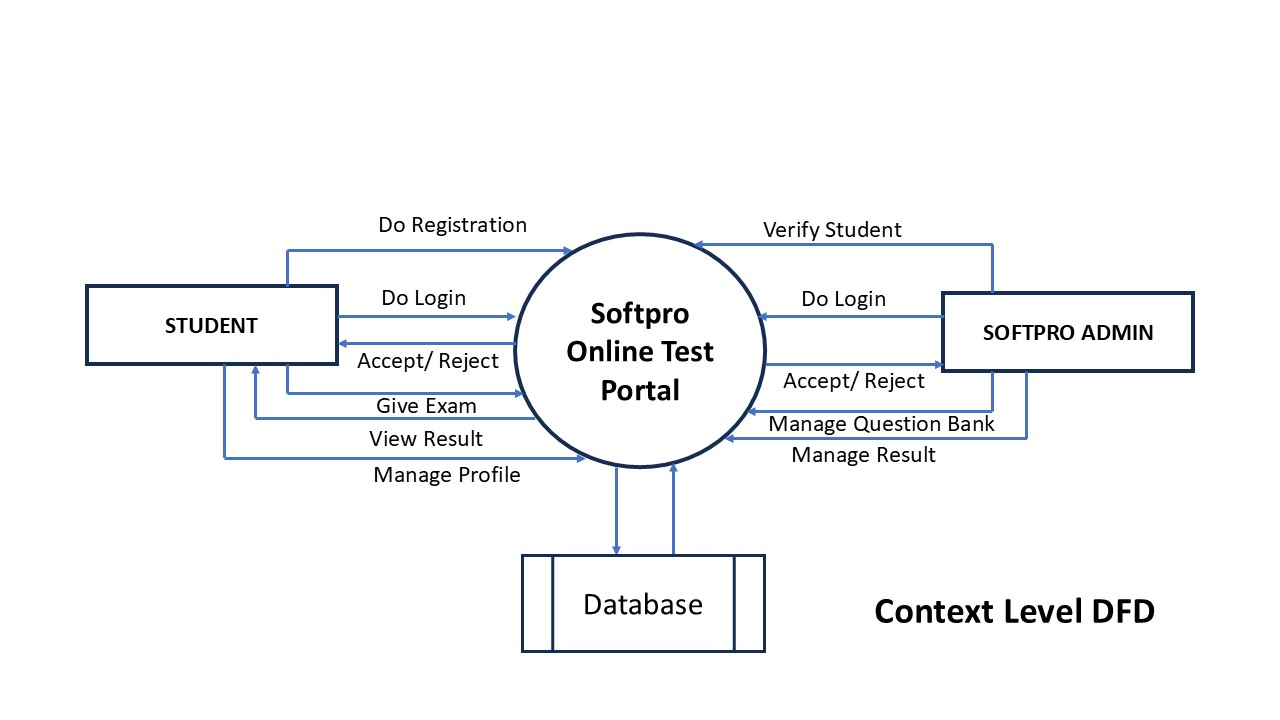 Do Registration
Verify Student
Do Login
Do Login
STUDENT
Softpro
Online Test
Portal
SOFTPRO ADMIN
Accept/ Reject
Accept/ Reject
Give Exam
Manage Question Bank
View Result
Manage Result
Manage Profile
Database
Context Level DFD